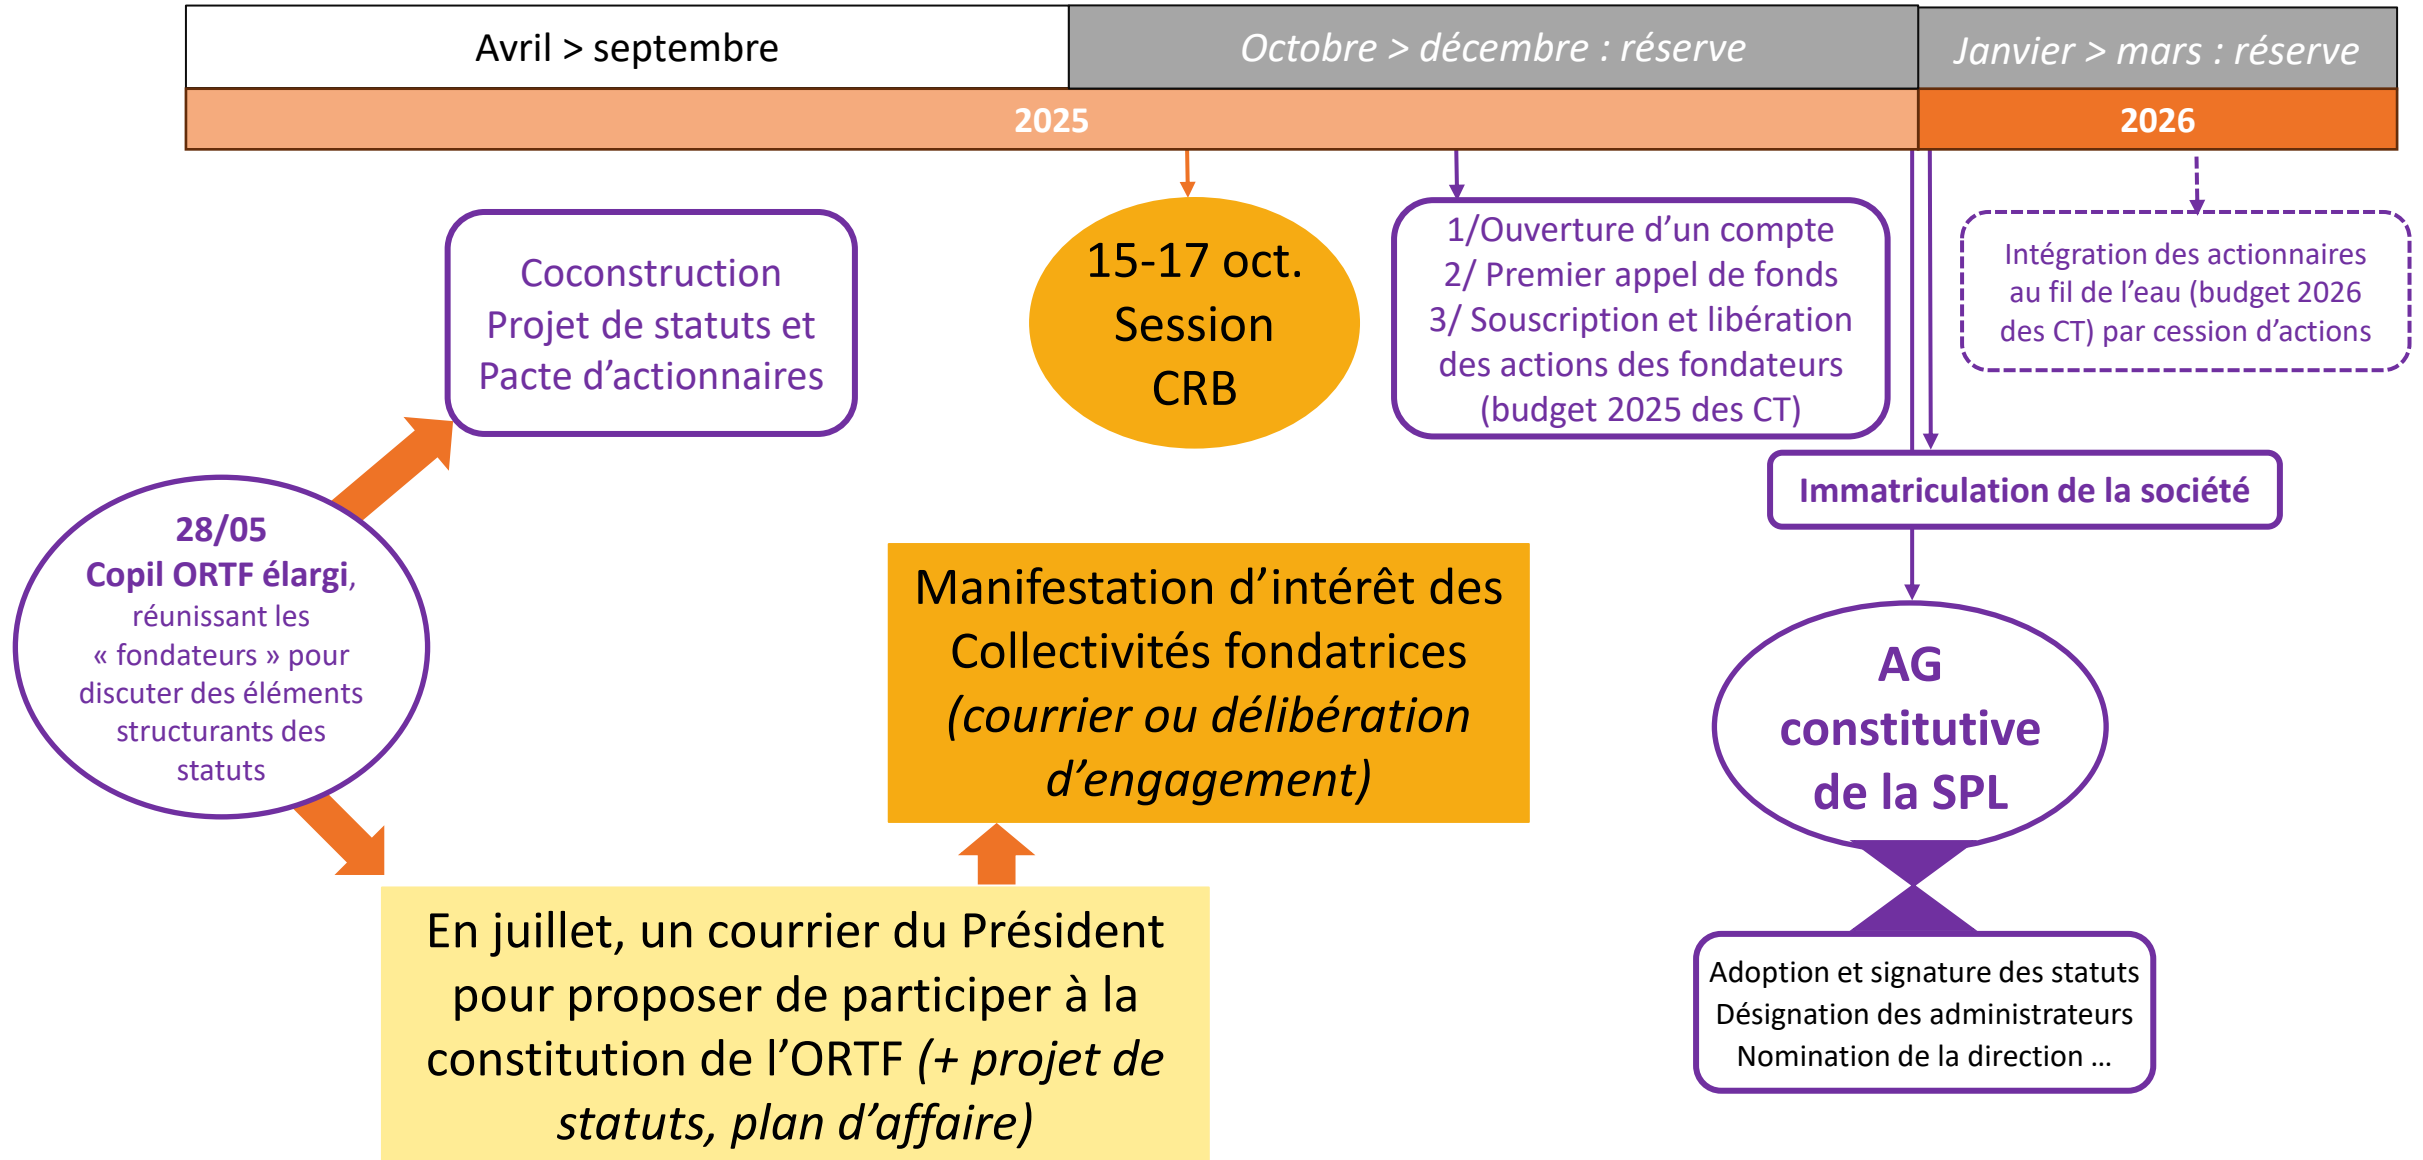 Avril > septembre
Octobre > décembre : réserve
Janvier > mars : réserve
2025
2026
Coconstruction
Projet de statuts et
Pacte d’actionnaires
15-17 oct.
Session
CRB
1/Ouverture d’un compte
2/ Premier appel de fonds
3/ Souscription et libération
des actions des fondateurs
(budget 2025 des CT)
Intégration des actionnaires
au fil de l’eau (budget 2026
des CT) par cession d’actions
Immatriculation de la société
28/05
Copil ORTF élargi,
réunissant les
« fondateurs » pour
discuter des éléments
structurants des
statuts
Manifestation d’intérêt des
Collectivités fondatrices
(courrier ou délibération
d’engagement)
AG
constitutive
de la SPL
En juillet, un courrier du Président
pour proposer de participer à la
constitution de l’ORTF (+ projet de
statuts, plan d’affaire)
Adoption et signature des statuts
Désignation des administrateurs
Nomination de la direction …